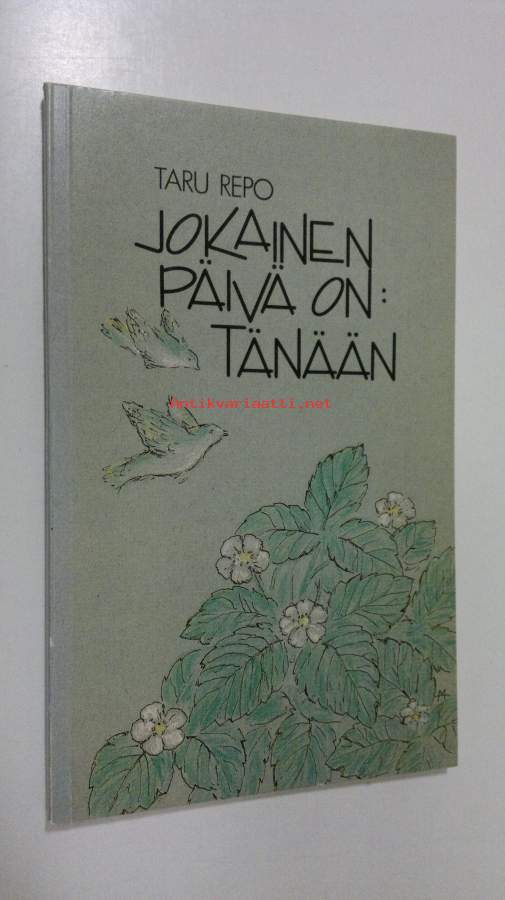 TARU REPO
JOKAINEN
PÄIVÄ ON:
TÄNÄÄN
Antikvariaatti.net